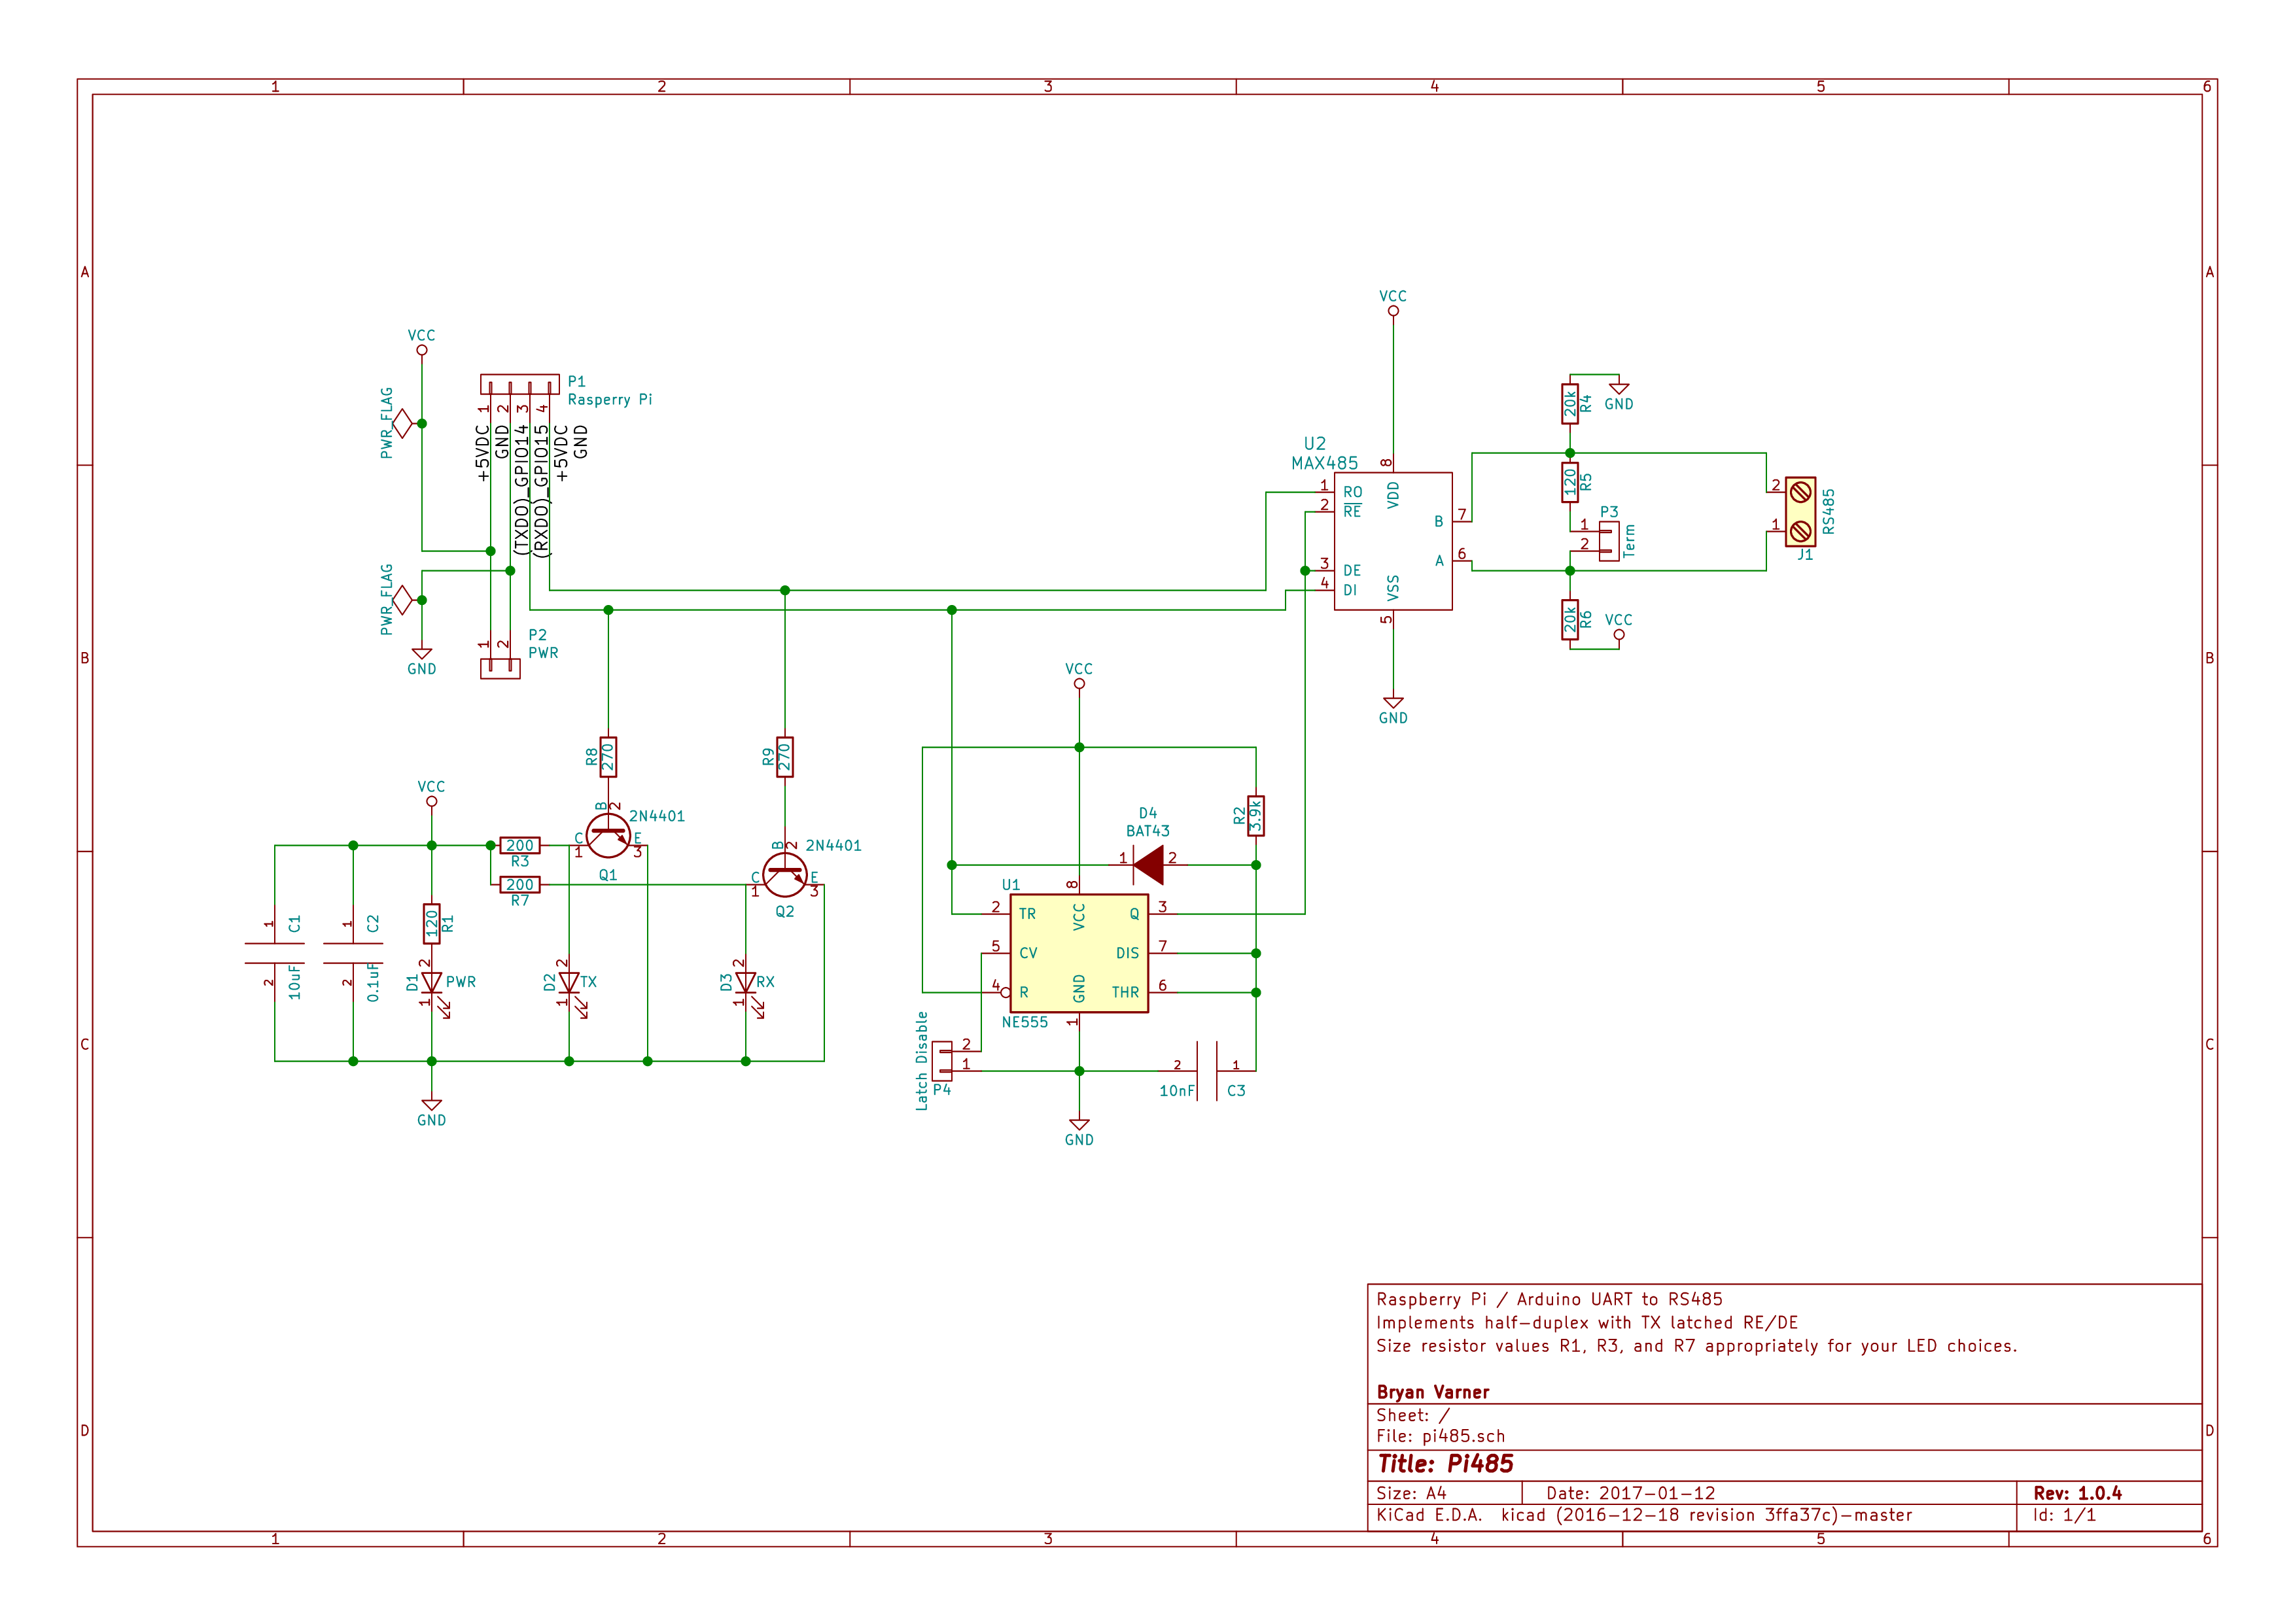 1 2 3 4 5 6
A
A
B
B
C
C
D
D
VCC
PWR_FLAG
PWR_FLAG
GND
P1
Rasperry Pi
1 2 3 4
+5VDC
GND
(TXD0)_GPIO14
(RXD0)_GPIO15
+5VDC
GND
1 2
P2
PWR
VCC
U2
MAX485
8
VDD
1 RO
2 RE
3 DE
4 DI
B 7
A 6
VSS
5
GND
20k R4
GND
120 R5
P3
1
2
Term
20k R6
VCC
2
1
RS485
J1
R8 270
R9 270
VCC
200
R3
200
R7
B 2
2N4401
C
1
E
3
Q1
B 2
2N4401
C
1
E
3
Q2
1
C1
2
10uF
1
C2
2
0.1uF
120 R1
2
D1 PWR
1
2
D2 TX
1
2
D3 RX
1
GND
VCC
R2 3.9k
D4
BAT43
1 2
U1
8
VCC
2 TR
Q 3
5 CV
DIS 7
4 R
THR 6
GND
NE555
1
Latch Disable
2
1
P4
2 1
10nF C3
GND
Raspberry Pi / Arduino UART to RS485
Implements half-duplex with TX latched RE/DE
Size resistor values R1, R3, and R7 appropriately for your LED choices.
Bryan Varner
Sheet: /
File: pi485.sch
Title: Pi485
Size: A4 Date: 2017-01-12 Rev: 1.0.4
KiCad E.D.A. kicad (2016-12-18 revision 3ffa37c)-master Id: 1/1
1 2 3 4 5 6